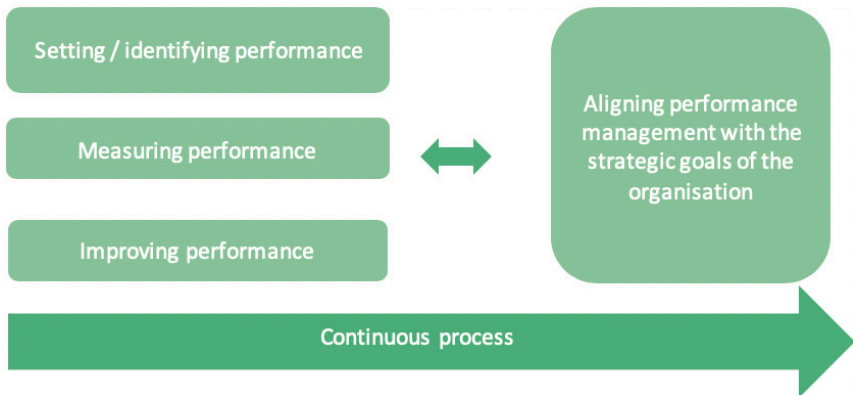 Setting / identifying performance
Measuring performance
Improving performance
Aligning performance
management with the
strategic goals of the
organisation
Continuous process